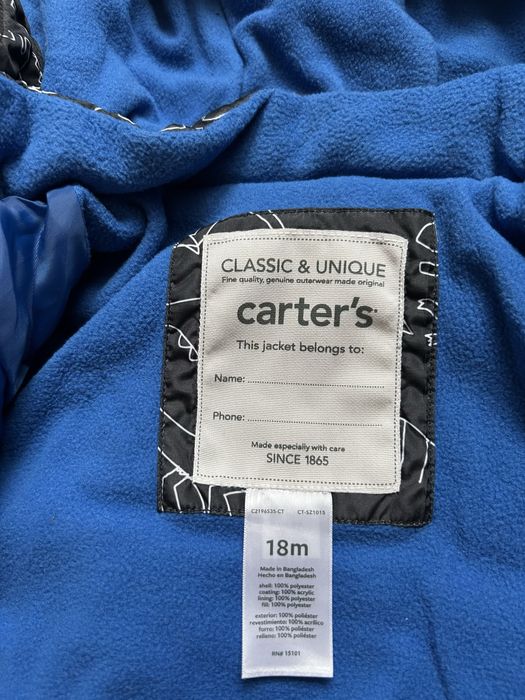 CLASSIC & UNIQUE
Fine quality, genuine outerwear made original
carter's
This jacket belongs to:
Name:
Phone:
Made especially with care
SINCE 1865
C2196535-CT CT-SZ1015
18m
Made in Bangladesh
Hecho en Bangladesh
shell: 100% polyester
coating: 100% acrylic
lining: 100% polyester
fill: 100% polyester
exterior: 100% poliéster
revestimiento: 100% acrílico
forro: 100% poliéster
relleno: 100% poliéster
RN# 15101